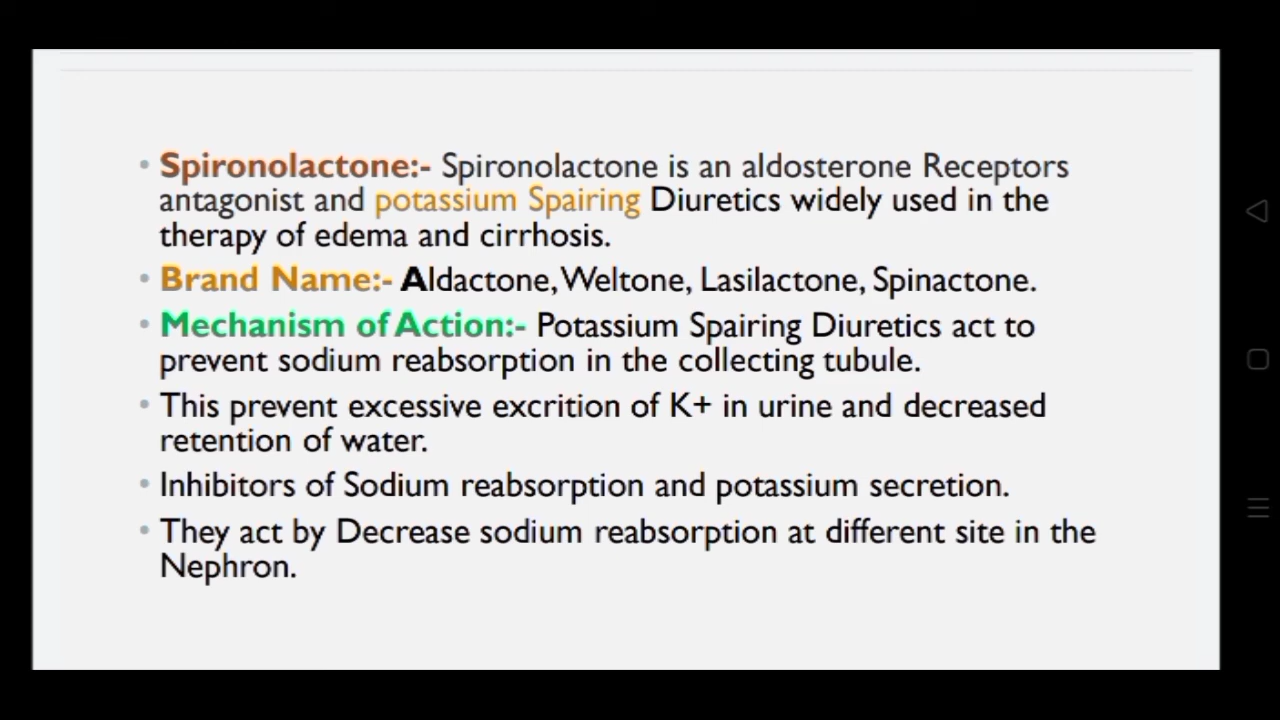 Spironolactone:- Spironolactone is an aldosterone Receptors
antagonist and potassium Spairing Diuretics widely used in the
therapy of edema and cirrhosis.
Brand Name:- Aldactone, Weltone, Lasilactone, Spinactone.
Mechanism of Action:- Potassium Spairing Diuretics act to
prevent sodium reabsorption in the collecting tubule.
This prevent excessive excrition of K+ in urine and decreased
retention of water.
Inhibitors of Sodium reabsorption and potassium secretion.
They act by Decrease sodium reabsorption at different site in the
Nephron.